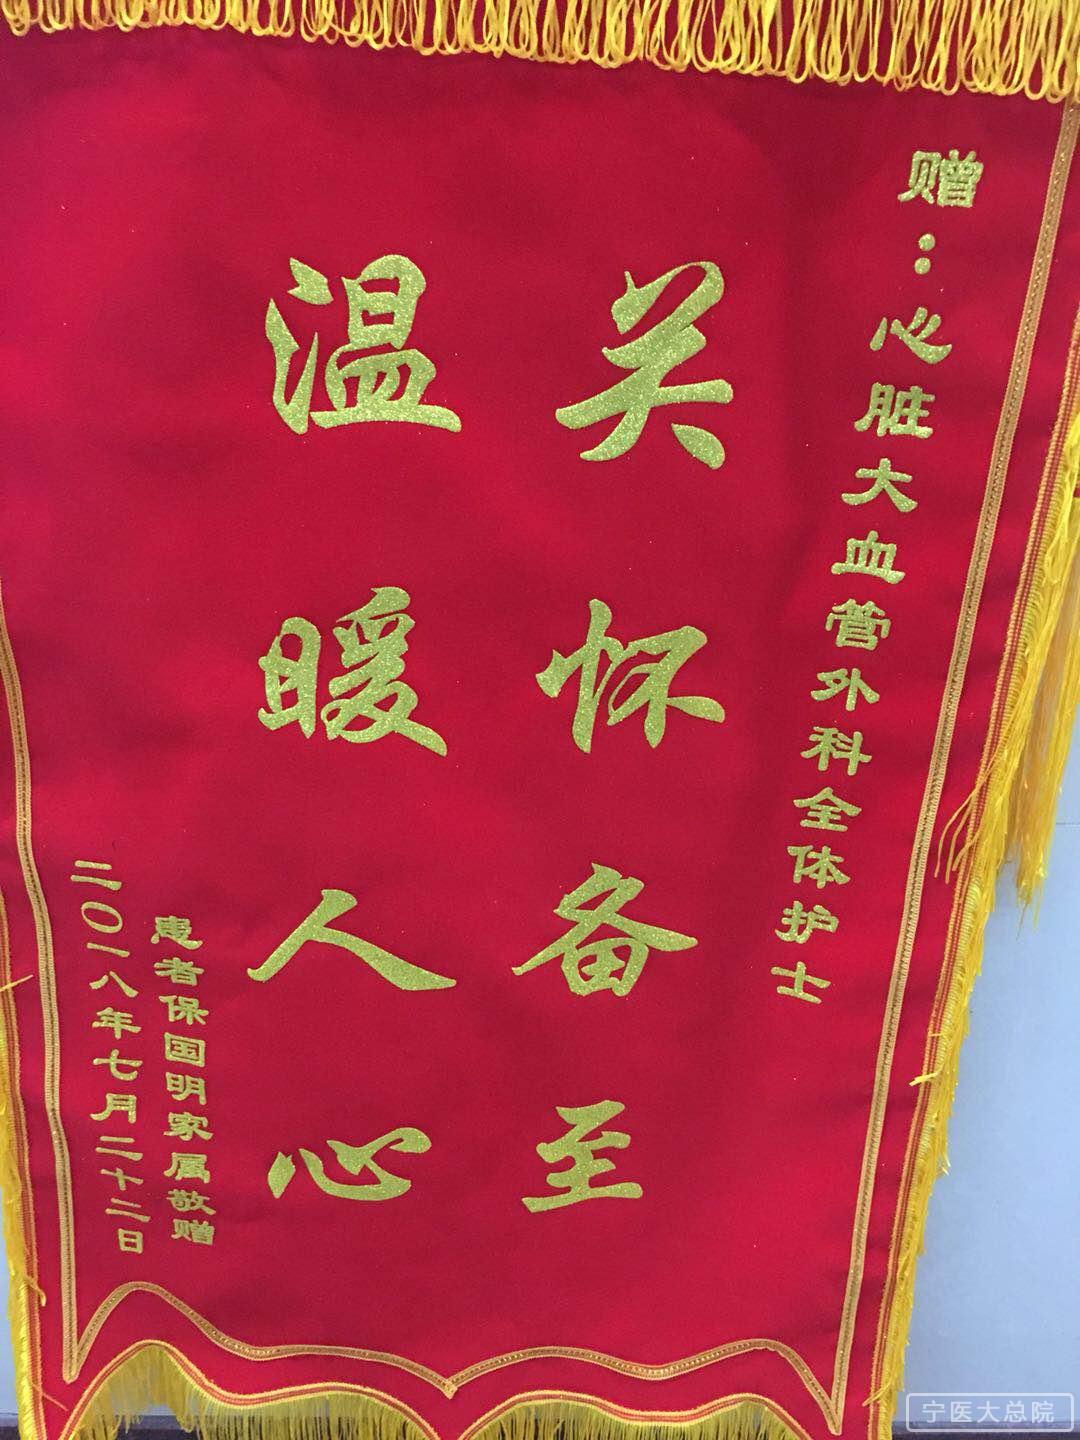 赠：心脏大血管外科全体护士
关怀备至
温暖人心
患者保国明家属敬赠
二〇一八年七月二十二日
宁医大总院